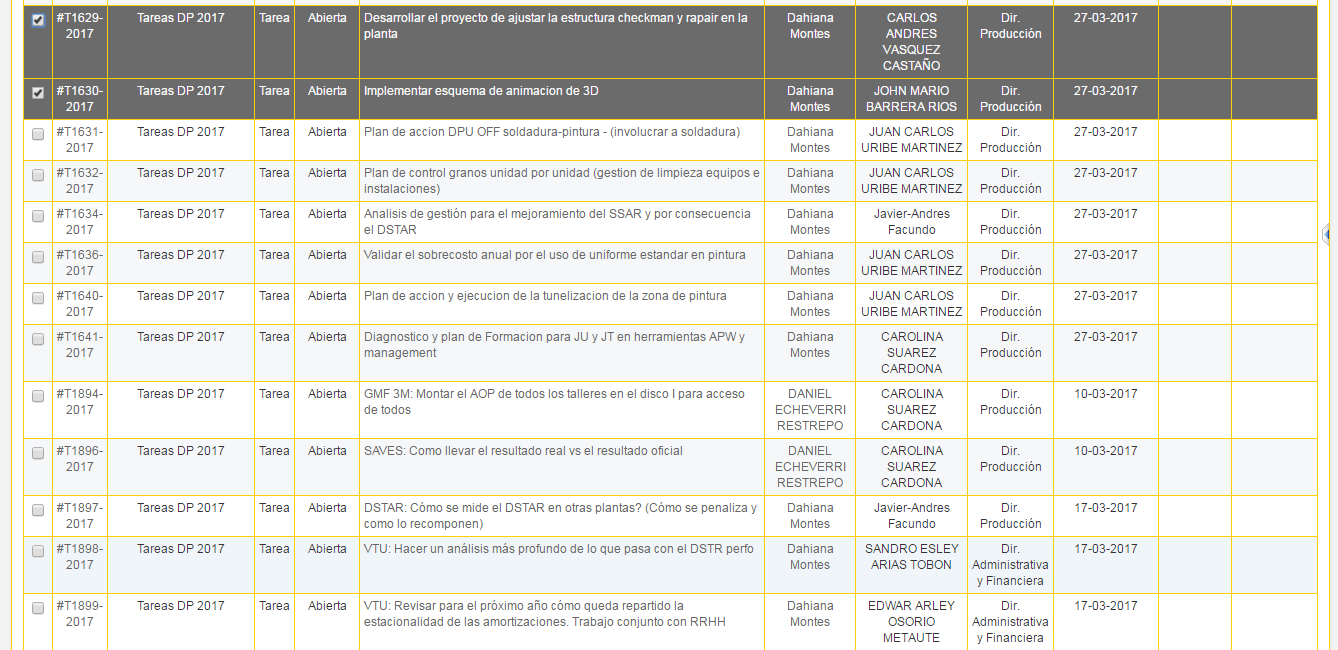 #T1629-
2017
Tareas DP 2017
Tarea
Abierta
Desarrollar el proyecto de ajustar la estructura checkman y rapair en la
planta
Dahiana
Montes
CARLOS
ANDRES
VASQUEZ
CASTAÑO
Dir.
Producción
27-03-2017
#T1630-
2017
Tareas DP 2017
Tarea
Abierta
Implementar esquema de animacion de 3D
Dahiana
Montes
JOHN MARIO
BARRERA RIOS
Dir.
Producción
27-03-2017
#T1631-
2017
Tareas DP 2017
Tarea
Abierta
Plan de accion DPU OFF soldadura-pintura - (involucrar a soldadura)
Dahiana
Montes
JUAN CARLOS
URIBE MARTINEZ
Dir.
Producción
27-03-2017
#T1632-
2017
Tareas DP 2017
Tarea
Abierta
Plan de control granos unidad por unidad (gestion de limpieza equipos e
instalaciones)
Dahiana
Montes
JUAN CARLOS
URIBE MARTINEZ
Dir.
Producción
27-03-2017
#T1634-
2017
Tareas DP 2017
Tarea
Abierta
Analisis de gestión para el mejoramiento del SSAR y por consecuencia
el DSTAR
Dahiana
Montes
Javier-Andres
Facundo
Dir.
Producción
27-03-2017
#T1636-
2017
Tareas DP 2017
Tarea
Abierta
Validar el sobrecosto anual por el uso de uniforme estandar en pintura
Dahiana
Montes
JUAN CARLOS
URIBE MARTINEZ
Dir.
Producción
27-03-2017
#T1640-
2017
Tareas DP 2017
Tarea
Abierta
Plan de accion y ejecucion de la tunelizacion de la zona de pintura
Dahiana
Montes
JUAN CARLOS
URIBE MARTINEZ
Dir.
Producción
27-03-2017
#T1641-
2017
Tareas DP 2017
Tarea
Abierta
Diagnostico y plan de Formacion para JU y JT en herramientas APW y
management
Dahiana
Montes
CAROLINA
SUAREZ
CARDONA
Dir.
Producción
27-03-2017
#T1894-
2017
Tareas DP 2017
Tarea
Abierta
GMF 3M: Montar el AOP de todos los talleres en el disco I para acceso
de todos
DANIEL
ECHEVERRI
RESTREPO
CAROLINA
SUAREZ
CARDONA
Dir.
Producción
10-03-2017
#T1896-
2017
Tareas DP 2017
Tarea
Abierta
SAVES: Como llevar el resultado real vs el resultado oficial
DANIEL
ECHEVERRI
RESTREPO
CAROLINA
SUAREZ
CARDONA
Dir.
Producción
10-03-2017
#T1897-
2017
Tareas DP 2017
Tarea
Abierta
DSTAR: Cómo se mide el DSTAR en otras plantas? (Cómo se penaliza y
como lo recomponen)
Dahiana
Montes
Javier-Andres
Facundo
Dir.
Producción
17-03-2017
#T1898-
2017
Tareas DP 2017
Tarea
Abierta
VTU: Hacer un análisis más profundo de lo que pasa con el DSTR perfo
Dahiana
Montes
SANDRO ESLEY
ARIAS TOBON
Dir.
Administrativa
y Financiera
17-03-2017
#T1899-
2017
Tareas DP 2017
Tarea
Abierta
VTU: Revisar para el próximo año cómo queda repartido la
estacionalidad de las amortizaciones. Trabajo conjunto con RRHH
Dahiana
Montes
EDWAR ARLEY
OSORIO
METAUTE
Dir.
Administrativa
y Financiera
17-03-2017